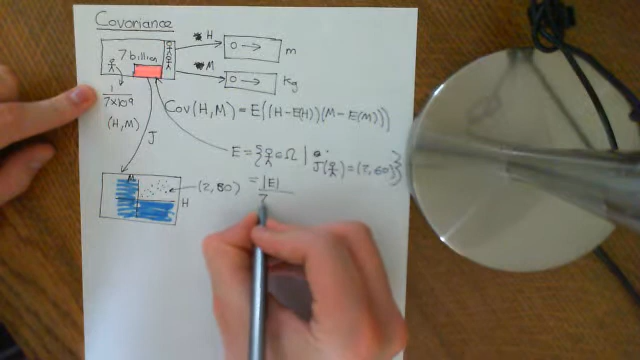 Covariance
H
7 billion
0 → m
M
0 → kg
1/7×10⁹
Cov(H,M) = E((H-E(H))(M-E(M)))
(H,M)
J
E = {♀∈Ω | J(♀) = (2,60)}
M
(2,80)
= |E|
H
7